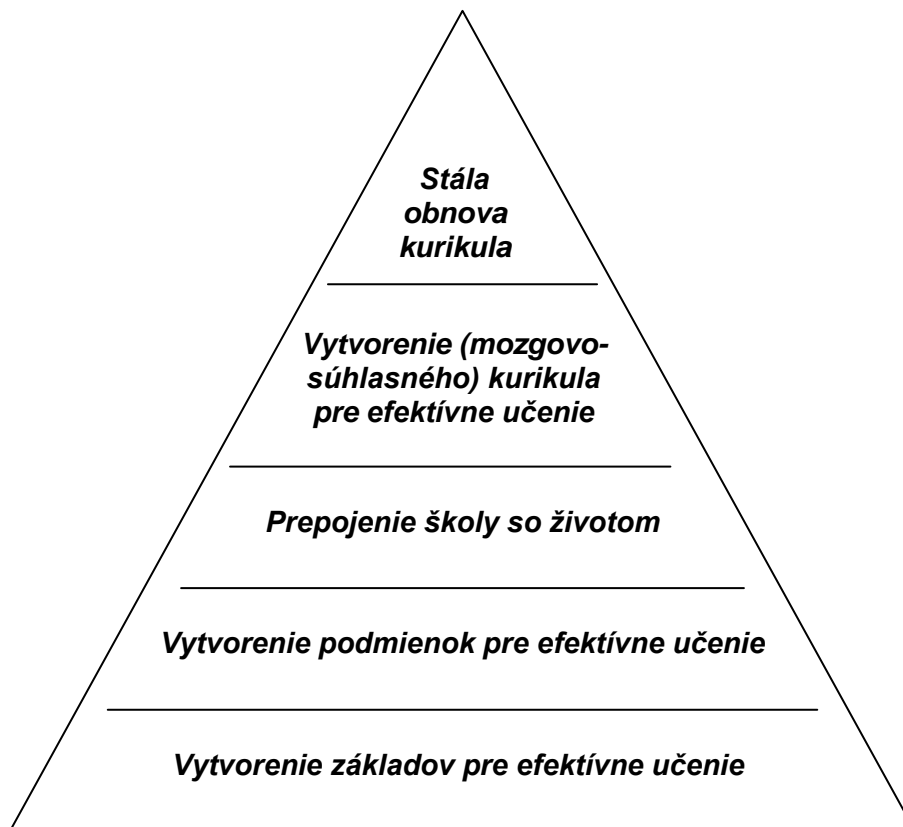 Stála
obnova
kurikula
Vytvorenie (mozgovo-
súhlasného) kurikula
pre efektívne učenie
Prepojenie školy so životom
Vytvorenie podmienok pre efektívne učenie
Vytvorenie základov pre efektívne učenie